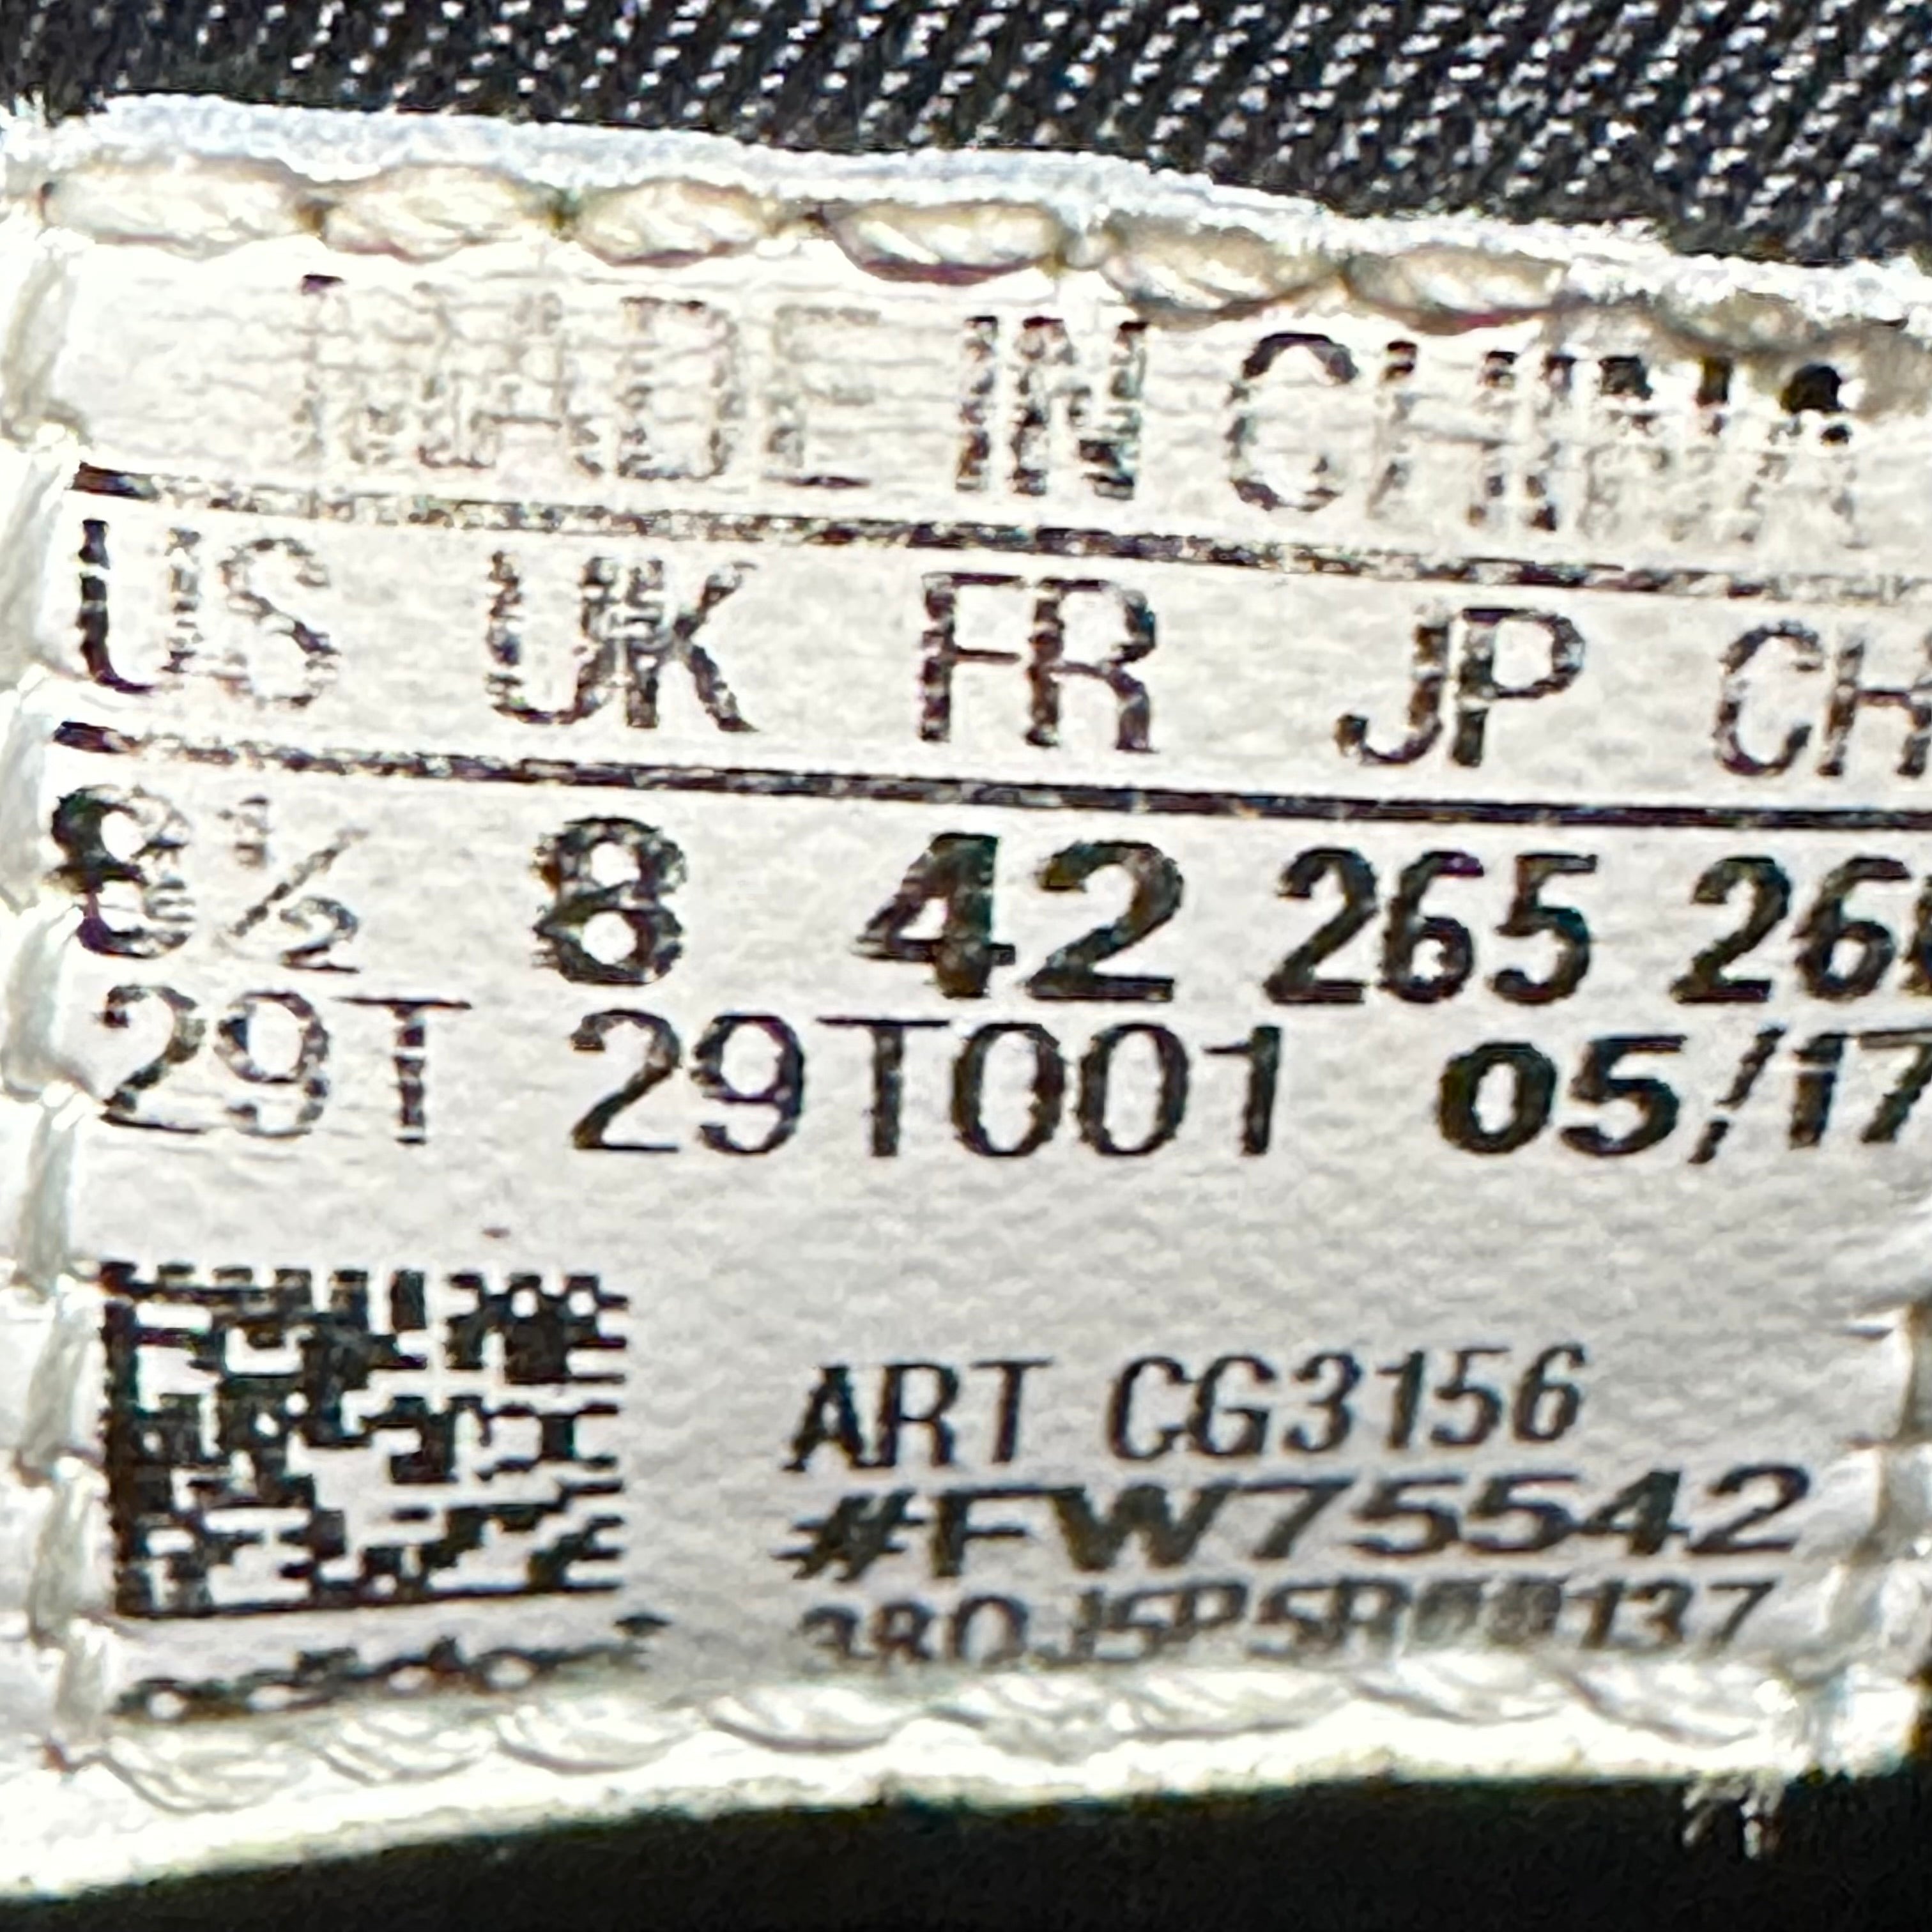 MADE IN CHINA
US UK FR JP CH
8½ 8 42 265 26
29T 29T001 05/17
ART CG3156
#FW75542